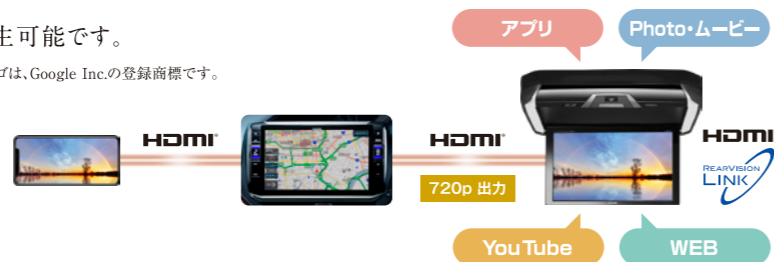 生可能です。
ゴは、Google Inc.の登録商標です。
アプリ
Photo・ムービー
HDMI
HDMI
720p 出力
HDMI
REARVISION
LINK
YouTube
WEB